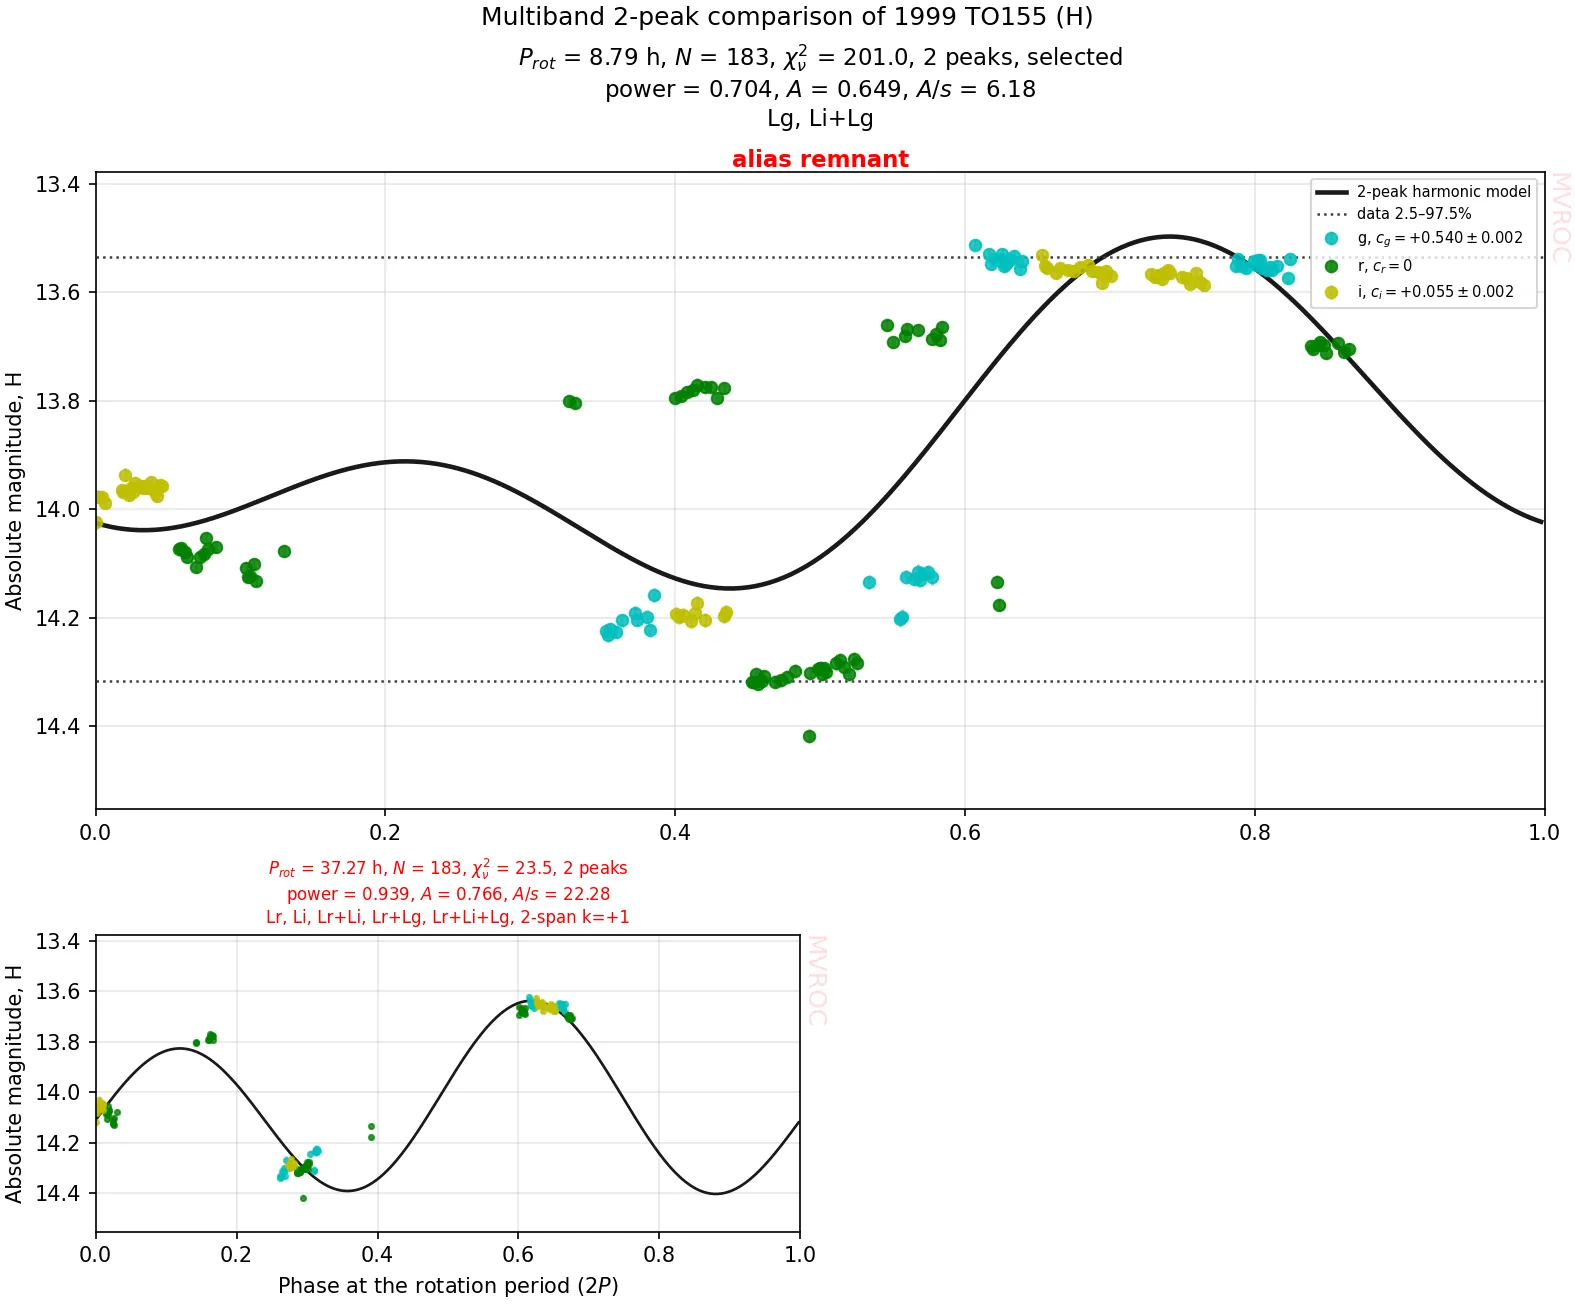 Multiband 2-peak comparison of 1999 TO155 (H)
P_rot = 8.79 h, N = 183, χ²_ν = 201.0, 2 peaks, selected
power = 0.704, A = 0.649, A/s = 6.18
Lg, Li+Lg
alias remnant
MVROC
2-peak harmonic model
data 2.5–97.5%
g, c_g = +0.540 ± 0.002
r, c_r = 0
i, c_i = +0.055 ± 0.002
Absolute magnitude, H
13.4
13.6
13.8
14.0
14.2
14.4
0.0 0.2 0.4 0.6 0.8 1.0
P_rot = 37.27 h, N = 183, χ²_ν = 23.5, 2 peaks
power = 0.939, A = 0.766, A/s = 22.28
Lr, Li, Lr+Li, Lr+Lg, Lr+Li+Lg, 2-span k=+1
MVROC
Absolute magnitude, H
13.4
13.6
13.8
14.0
14.2
14.4
0.0 0.2 0.4 0.6 0.8 1.0
Phase at the rotation period (2P)